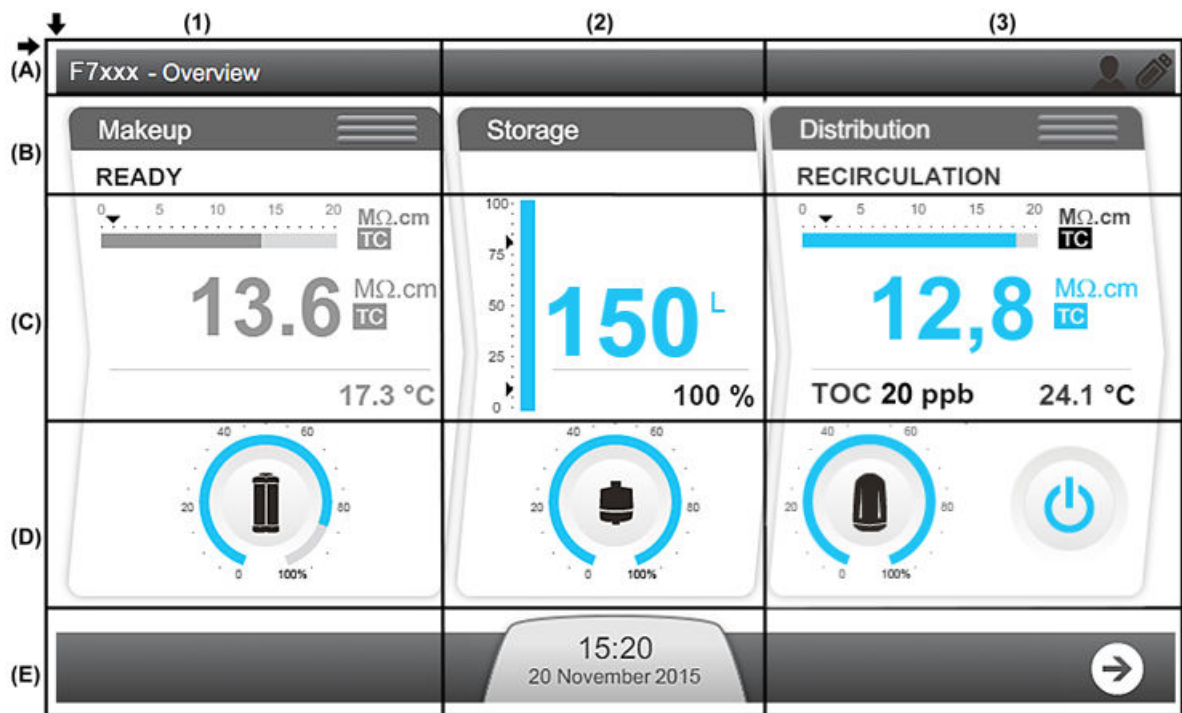 (1) (2) (3)
(A) F7xxx - Overview
(B) Makeup Storage Distribution
READY RECIRCULATION
0 5 10 15 20 MΩ.cm
TC
13.6 MΩ.cm
TC
17.3 °C
(C)
100
75
50
25
0
150 L
100 %
0 5 10 15 20 MΩ.cm
TC
12,8 MΩ.cm
TC
TOC 20 ppb 24.1 °C
(D)
40 60
20 80
0 100%
40 60
20 80
0 100%
40 60
20 80
0 100%
(E)
15:20
20 November 2015